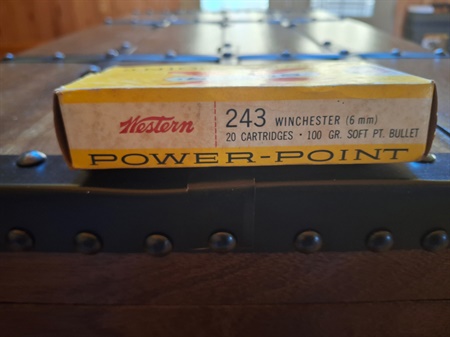 Western
243 WINCHESTER (6 mm)
20 CARTRIDGES · 100 GR. SOFT PT. BULLET
POWER-POINT